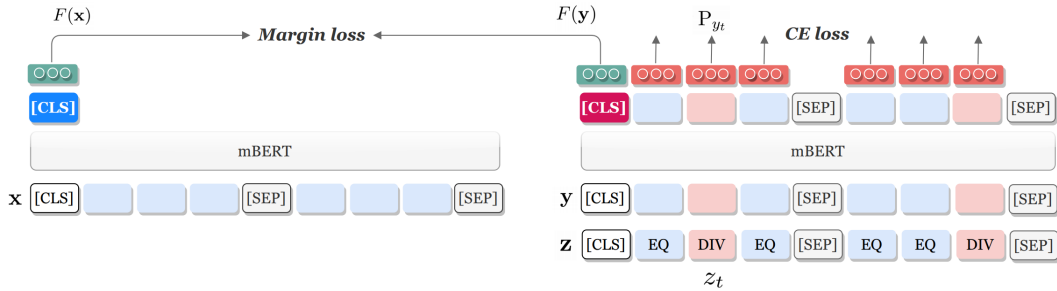 F(x) Margin loss F(y) P_{y_t} CE loss
[CLS] [CLS] [SEP] [SEP]
mBERT mBERT
x [CLS] [SEP] [SEP] y [CLS] [SEP] [SEP]
z [CLS] EQ DIV EQ [SEP] EQ EQ DIV [SEP]
z_t